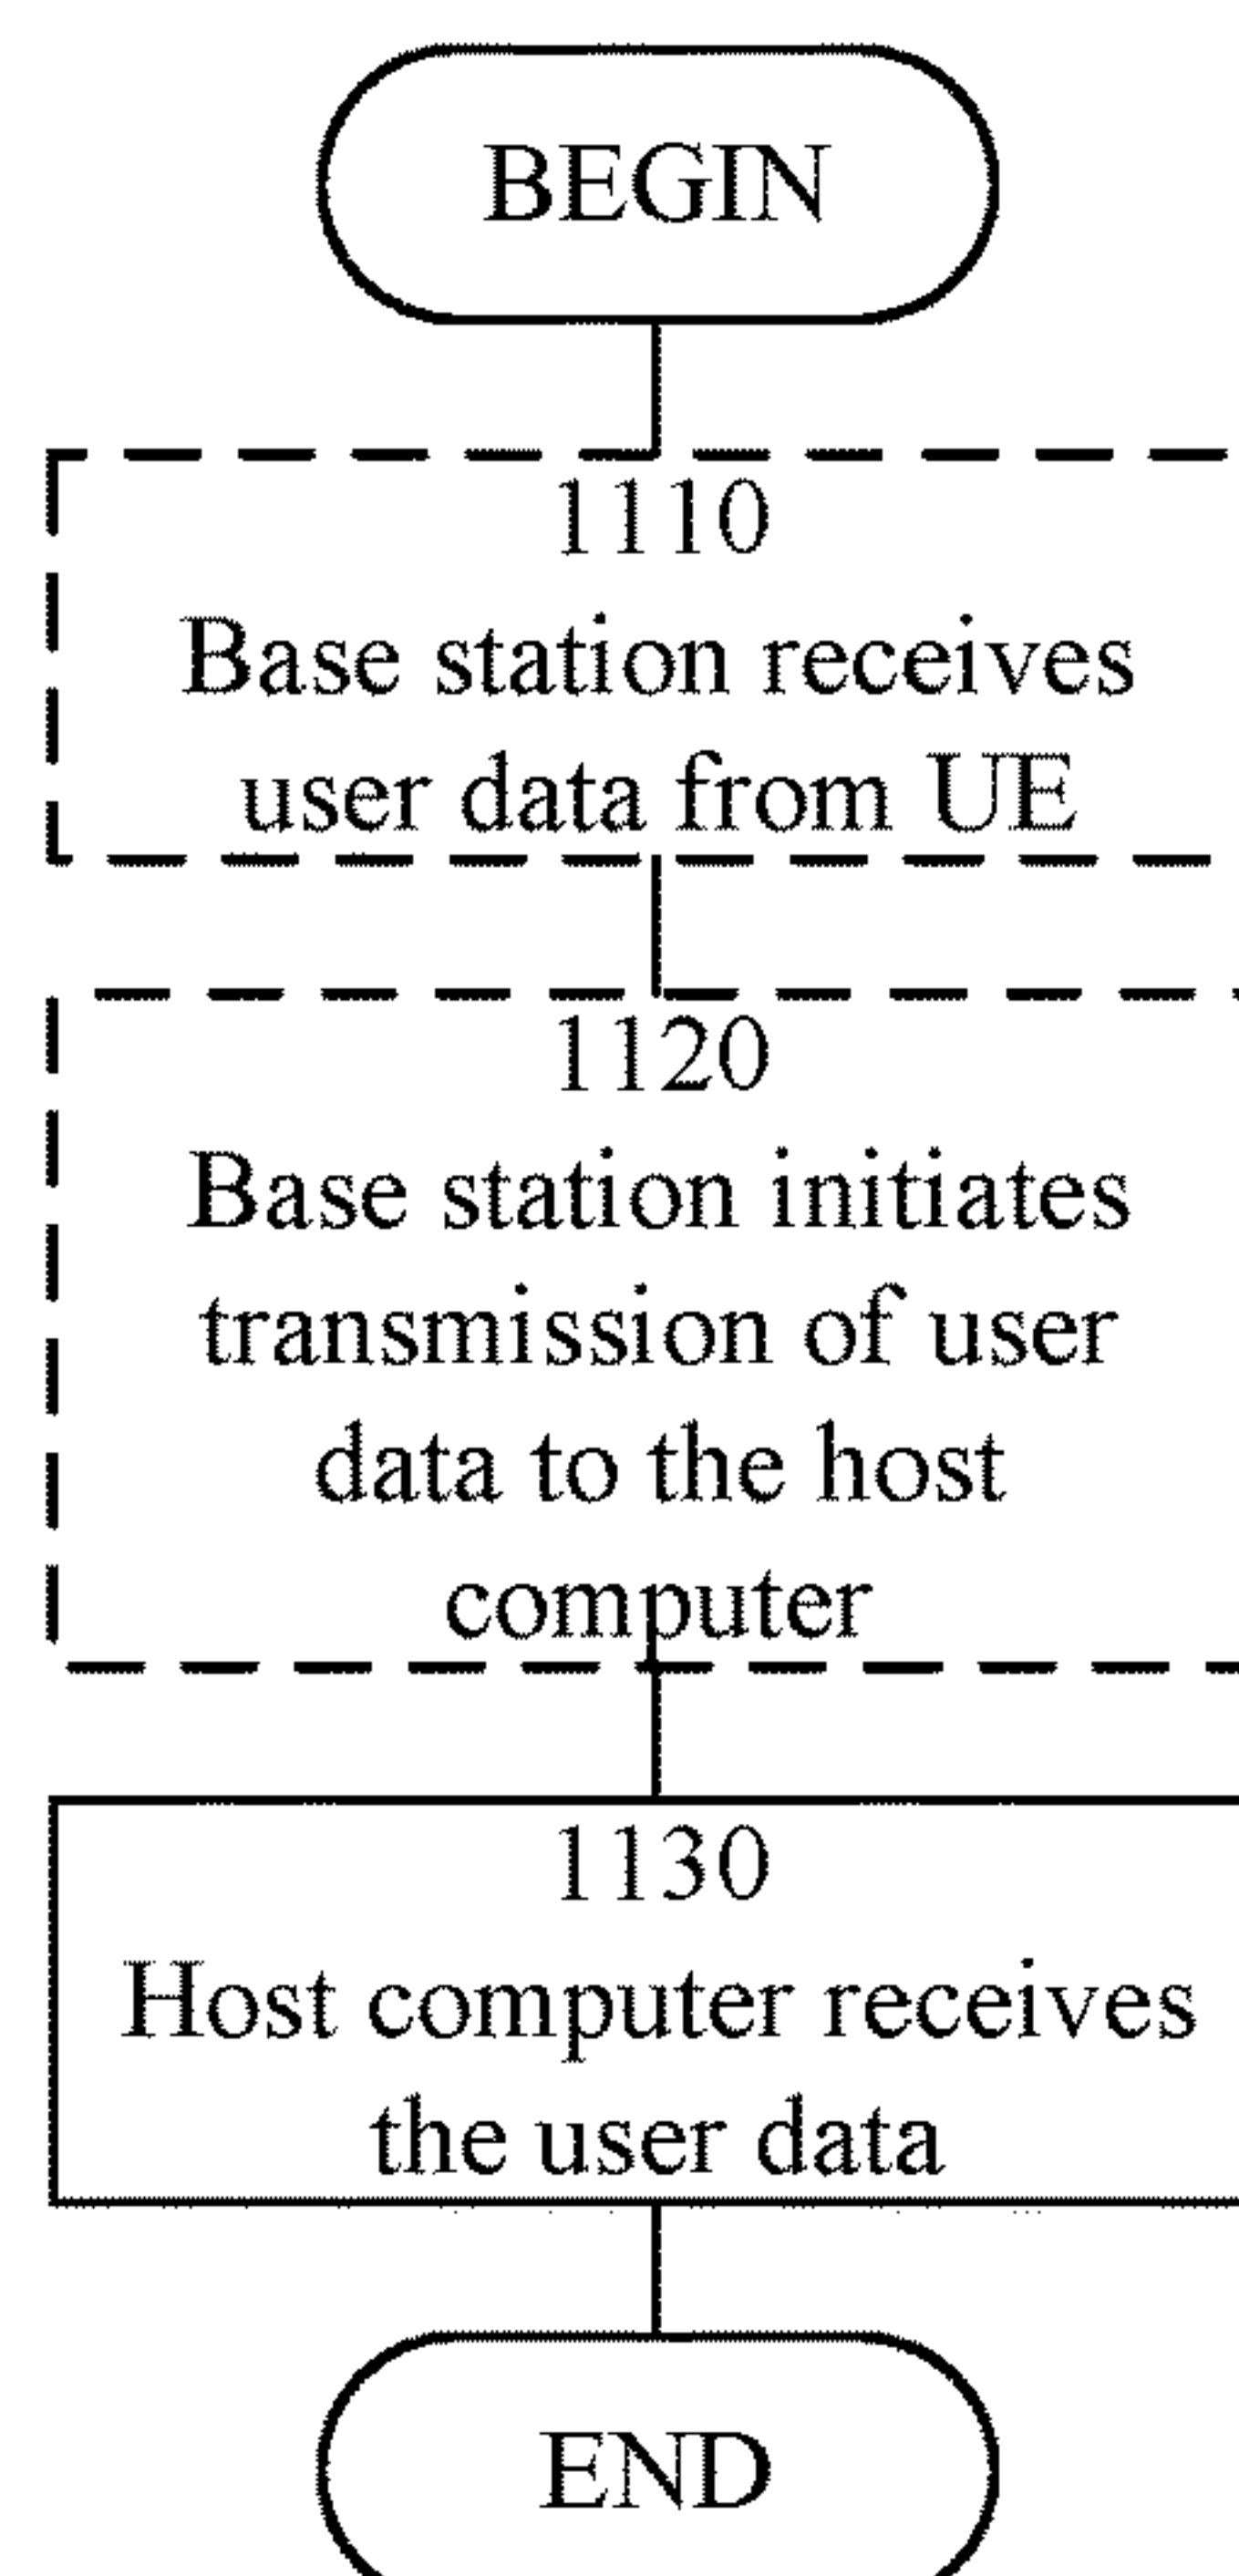 BEGIN
1110
Base station receives
user data from UE
1120
Base station initiates
transmission of user
data to the host
computer
1130
Host computer receives
the user data
END